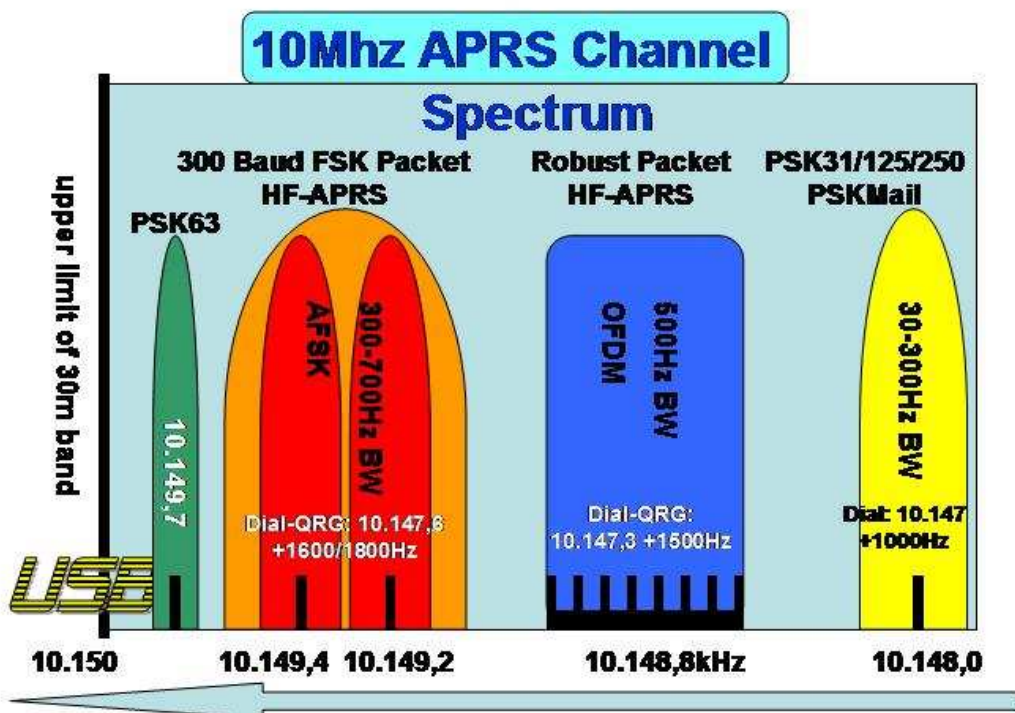 10Mhz APRS Channel
Spectrum
300 Baud FSK Packet
HF-APRS
Robust Packet
HF-APRS
PSK31/125/250
PSKMail
PSK63
upper limit of 30m band
10.149,7
AFSK
300-700Hz BW
OFDM
500Hz BW
30-300Hz BW
Dial-QRG: 10.147,6
+1600/1800Hz
Dial-QRG:
10.147,3 +1500Hz
Dial: 10.147
+1000Hz
USB
10.150
10.149,4
10.149,2
10.148,8kHz
10.148,0